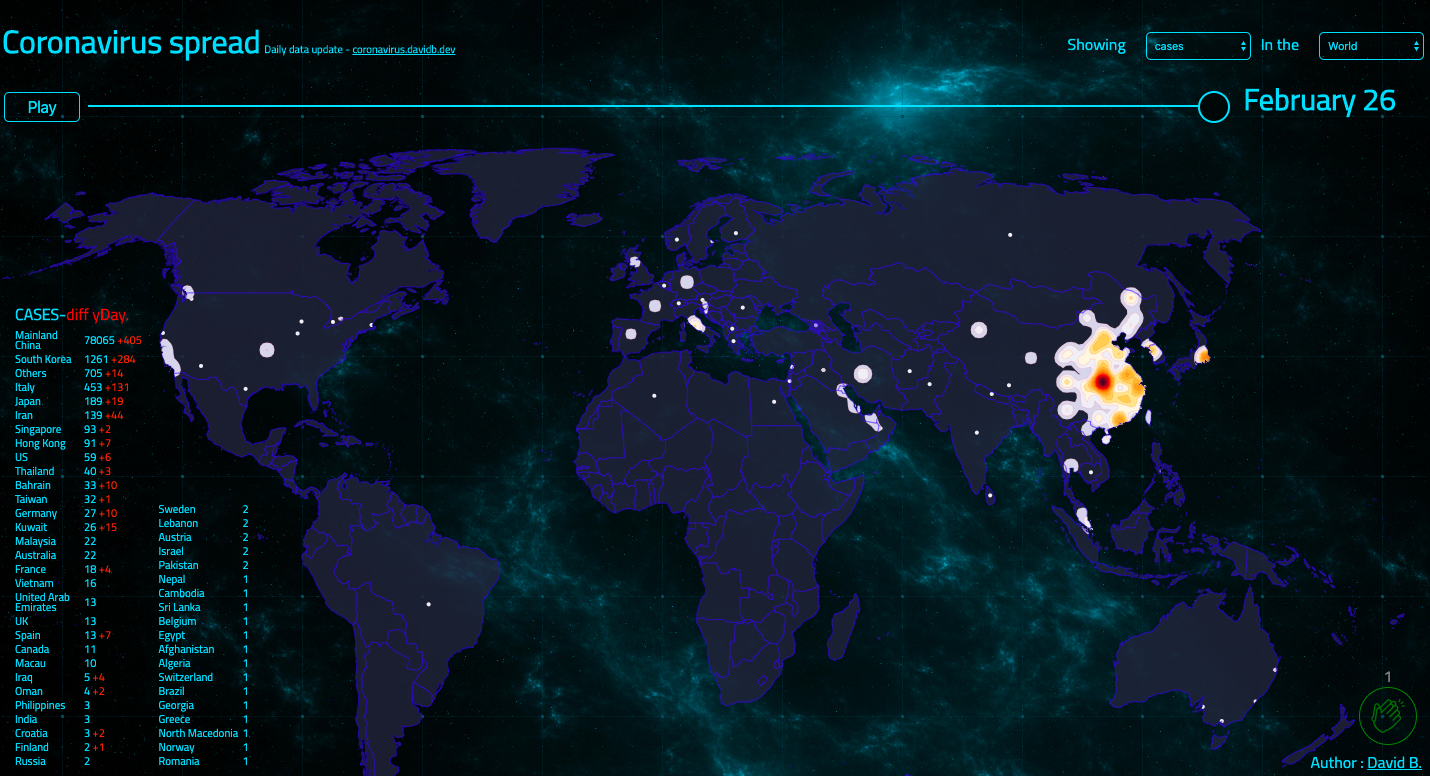 Coronavirus spread Daily data update - coronavirus.davidb.dev
Showing cases In the World
Play
February 26
CASES-diff yDay.
Mainland
China 78065 +405
South Korea 1261 +284
Others 705 +14
Italy 453 +131
Japan 189 +19
Iran 139 +44
Singapore 93 +2
Hong Kong 91 +7
US 59 +6
Thailand 40 +3
Bahrain 33 +10
Taiwan 32 +1
Germany 27 +10
Kuwait 26 +15
Malaysia 22
Australia 22
France 18 +4
Vietnam 16
United Arab
Emirates 13
UK 13
Spain 13 +7
Canada 11
Macau 10
Iraq 5 +4
Oman 4 +2
Philippines 3
India 3
Croatia 3 +2
Finland 2 +1
Russia 2
Sweden 2
Lebanon 2
Austria 2
Israel 2
Pakistan 2
Nepal 1
Cambodia 1
Sri Lanka 1
Belgium 1
Egypt 1
Afghanistan 1
Algeria 1
Switzerland 1
Brazil 1
Georgia 1
Greece 1
North Macedonia 1
Norway 1
Romania 1
1
Author : David B.